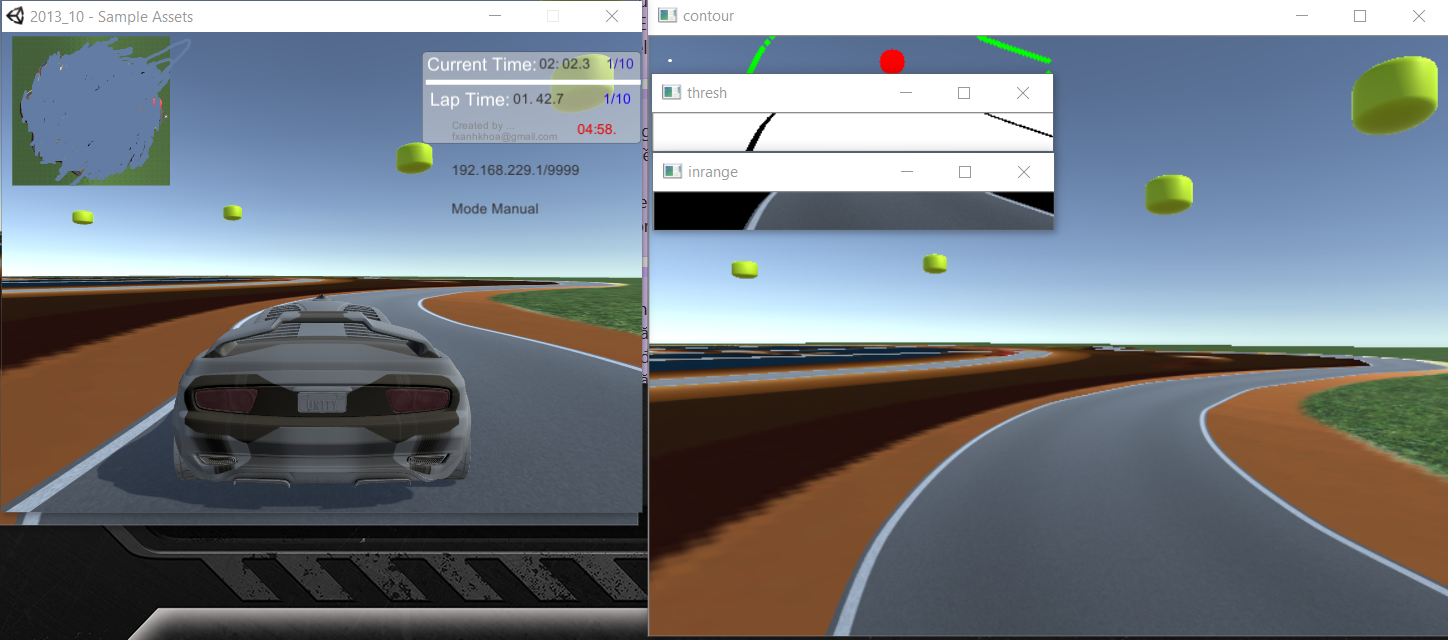 2013_10 - Sample Assets
Current Time: 02: 02.3 1/10
Lap Time: 01. 42.7 1/10
Created by ...
fxanhkhoa@gmail.com
04:58.
192.168.229.1/9999
Mode Manual
UNITY
contour
thresh
inrange